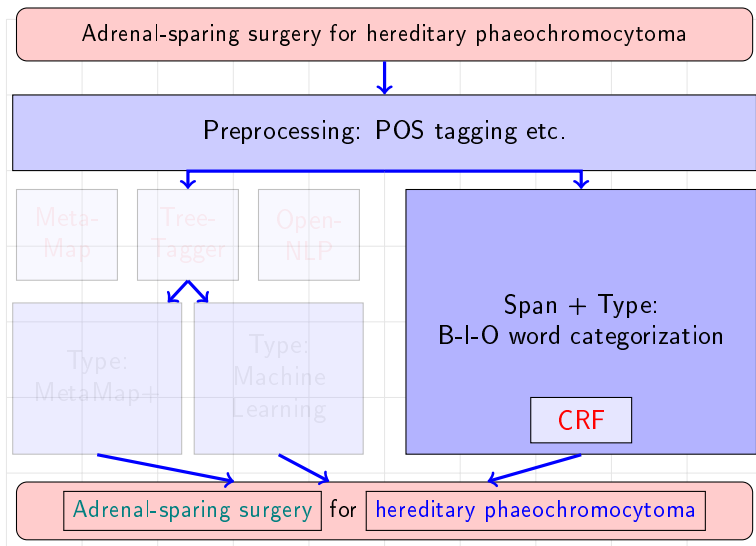 Adrenal-sparing surgery for hereditary phaeochromocytoma
Preprocessing: POS tagging etc.
Meta-
Map
Tree-
Tagger
Open-
NLP
Span + Type:
B-I-O word categorization
CRF
Type:
MetaMap+
Type:
Machine
Learning
Adrenal-sparing surgery for hereditary phaeochromocytoma